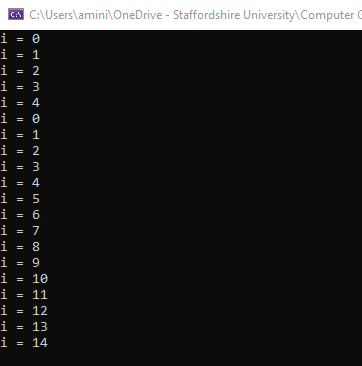 C:\Users\amini\OneDrive - Staffordshire University\Computer
i = 0
i = 1
i = 2
i = 3
i = 4
i = 0
i = 1
i = 2
i = 3
i = 4
i = 5
i = 6
i = 7
i = 8
i = 9
i = 10
i = 11
i = 12
i = 13
i = 14